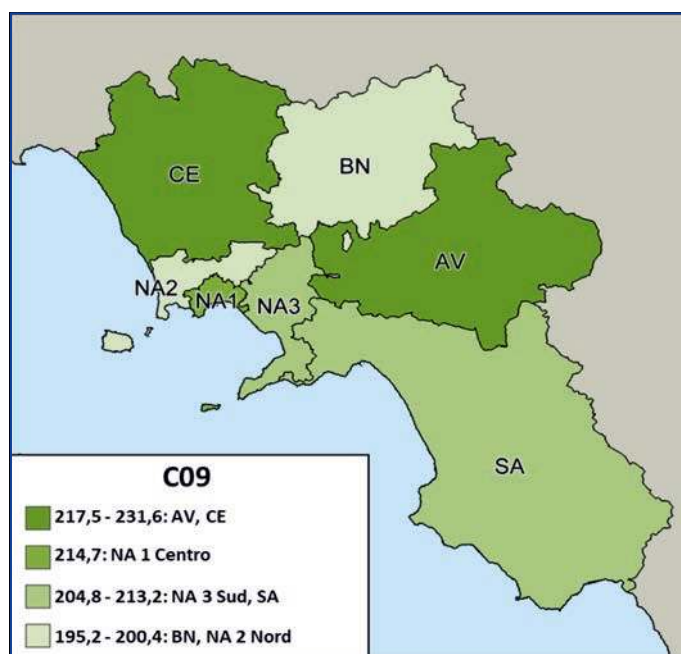 CE
BN
AV
NA2
NA1
NA3
SA
C09
217,5 - 231,6: AV, CE
214,7: NA 1 Centro
204,8 - 213,2: NA 3 Sud, SA
195,2 - 200,4: BN, NA 2 Nord